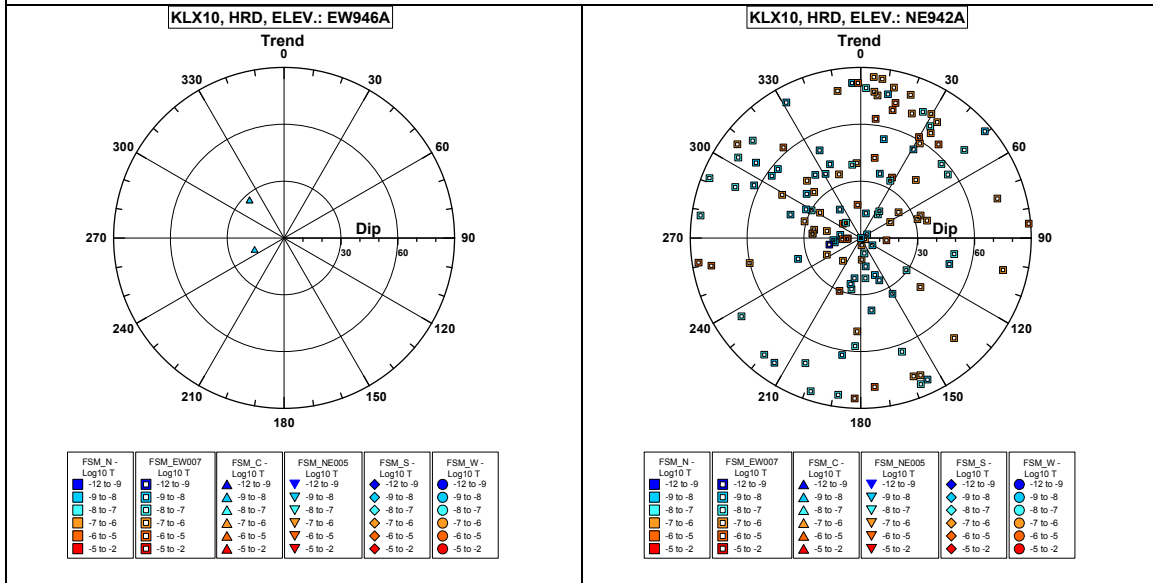 KLX10, HRD, ELEV.: EW946A
Trend
0
330
30
300
60
Dip
270
30
60
90
240
120
210
150
180
FSM_N -
Log10 T
-12 to -9
-9 to -8
-8 to -7
-7 to -6
-6 to -5
-5 to -2
FSM_EW007
Log10 T
-12 to -9
-9 to -8
-8 to -7
-7 to -6
-6 to -5
-5 to -2
FSM_C -
Log10 T
-12 to -9
-9 to -8
-8 to -7
-7 to -6
-6 to -5
-5 to -2
FSM_NE005
Log10 T
-12 to -9
-9 to -8
-8 to -7
-7 to -6
-6 to -5
-5 to -2
FSM_S -
Log10 T
-12 to -9
-9 to -8
-8 to -7
-7 to -6
-6 to -5
-5 to -2
FSM_W -
Log10 T
-12 to -9
-9 to -8
-8 to -7
-7 to -6
-6 to -5
-5 to -2
KLX10, HRD, ELEV.: NE942A
Trend
0
330
30
300
60
Dip
270
30
60
90
240
120
210
150
180
FSM_N -
Log10 T
-12 to -9
-9 to -8
-8 to -7
-7 to -6
-6 to -5
-5 to -2
FSM_EW007
Log10 T
-12 to -9
-9 to -8
-8 to -7
-7 to -6
-6 to -5
-5 to -2
FSM_C -
Log10 T
-12 to -9
-9 to -8
-8 to -7
-7 to -6
-6 to -5
-5 to -2
FSM_NE005
Log10 T
-12 to -9
-9 to -8
-8 to -7
-7 to -6
-6 to -5
-5 to -2
FSM_S -
Log10 T
-12 to -9
-9 to -8
-8 to -7
-7 to -6
-6 to -5
-5 to -2
FSM_W -
Log10 T
-12 to -9
-9 to -8
-8 to -7
-7 to -6
-6 to -5
-5 to -2